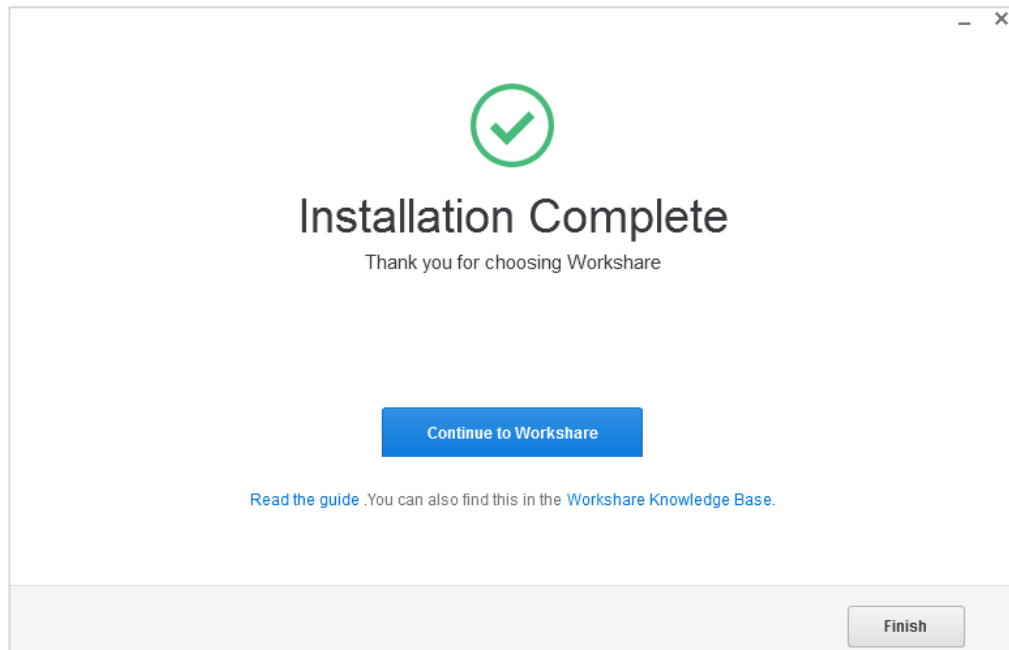 Installation Complete
Thank you for choosing Workshare
Continue to Workshare
Read the guide .You can also find this in the Workshare Knowledge Base.
Finish